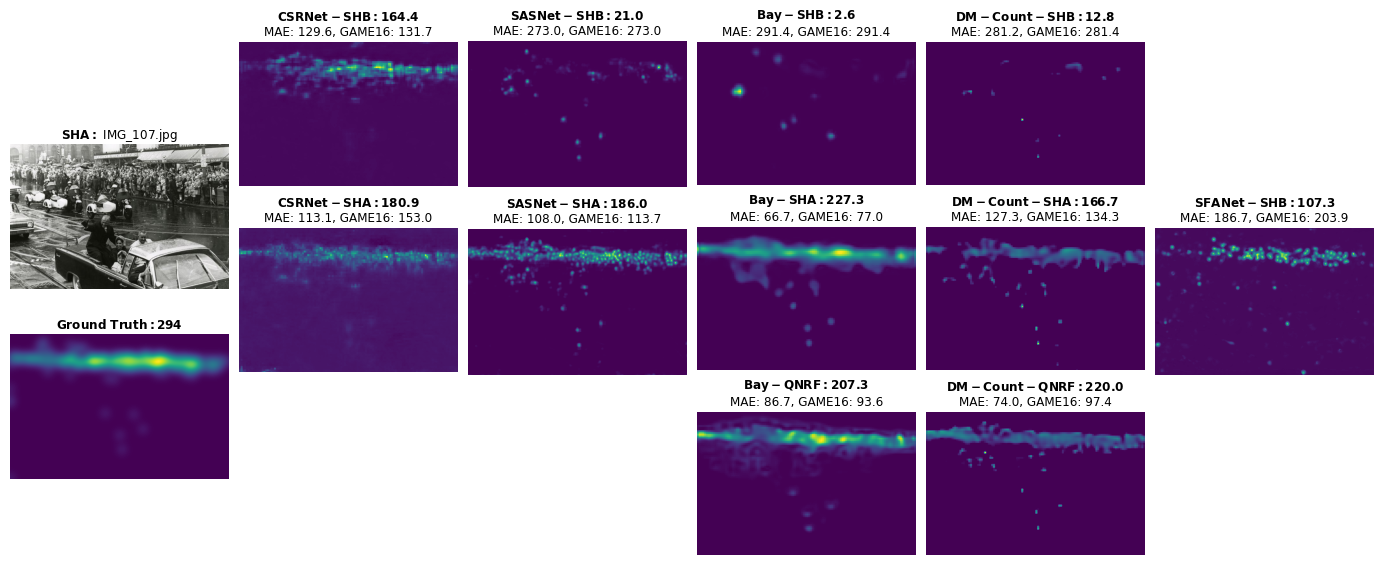 CSRNet − SHB: 164.4
MAE: 129.6, GAME16: 131.7
SASNet − SHB: 21.0
MAE: 273.0, GAME16: 273.0
Bay − SHB: 2.6
MAE: 291.4, GAME16: 291.4
DM − Count − SHB: 12.8
MAE: 281.2, GAME16: 281.4
SHA: IMG_107.jpg
CSRNet − SHA: 180.9
MAE: 113.1, GAME16: 153.0
SASNet − SHA: 186.0
MAE: 108.0, GAME16: 113.7
Bay − SHA: 227.3
MAE: 66.7, GAME16: 77.0
DM − Count − SHA: 166.7
MAE: 127.3, GAME16: 134.3
SFANet − SHB: 107.3
MAE: 186.7, GAME16: 203.9
Ground Truth: 294
Bay − QNRF: 207.3
MAE: 86.7, GAME16: 93.6
DM − Count − QNRF: 220.0
MAE: 74.0, GAME16: 97.4